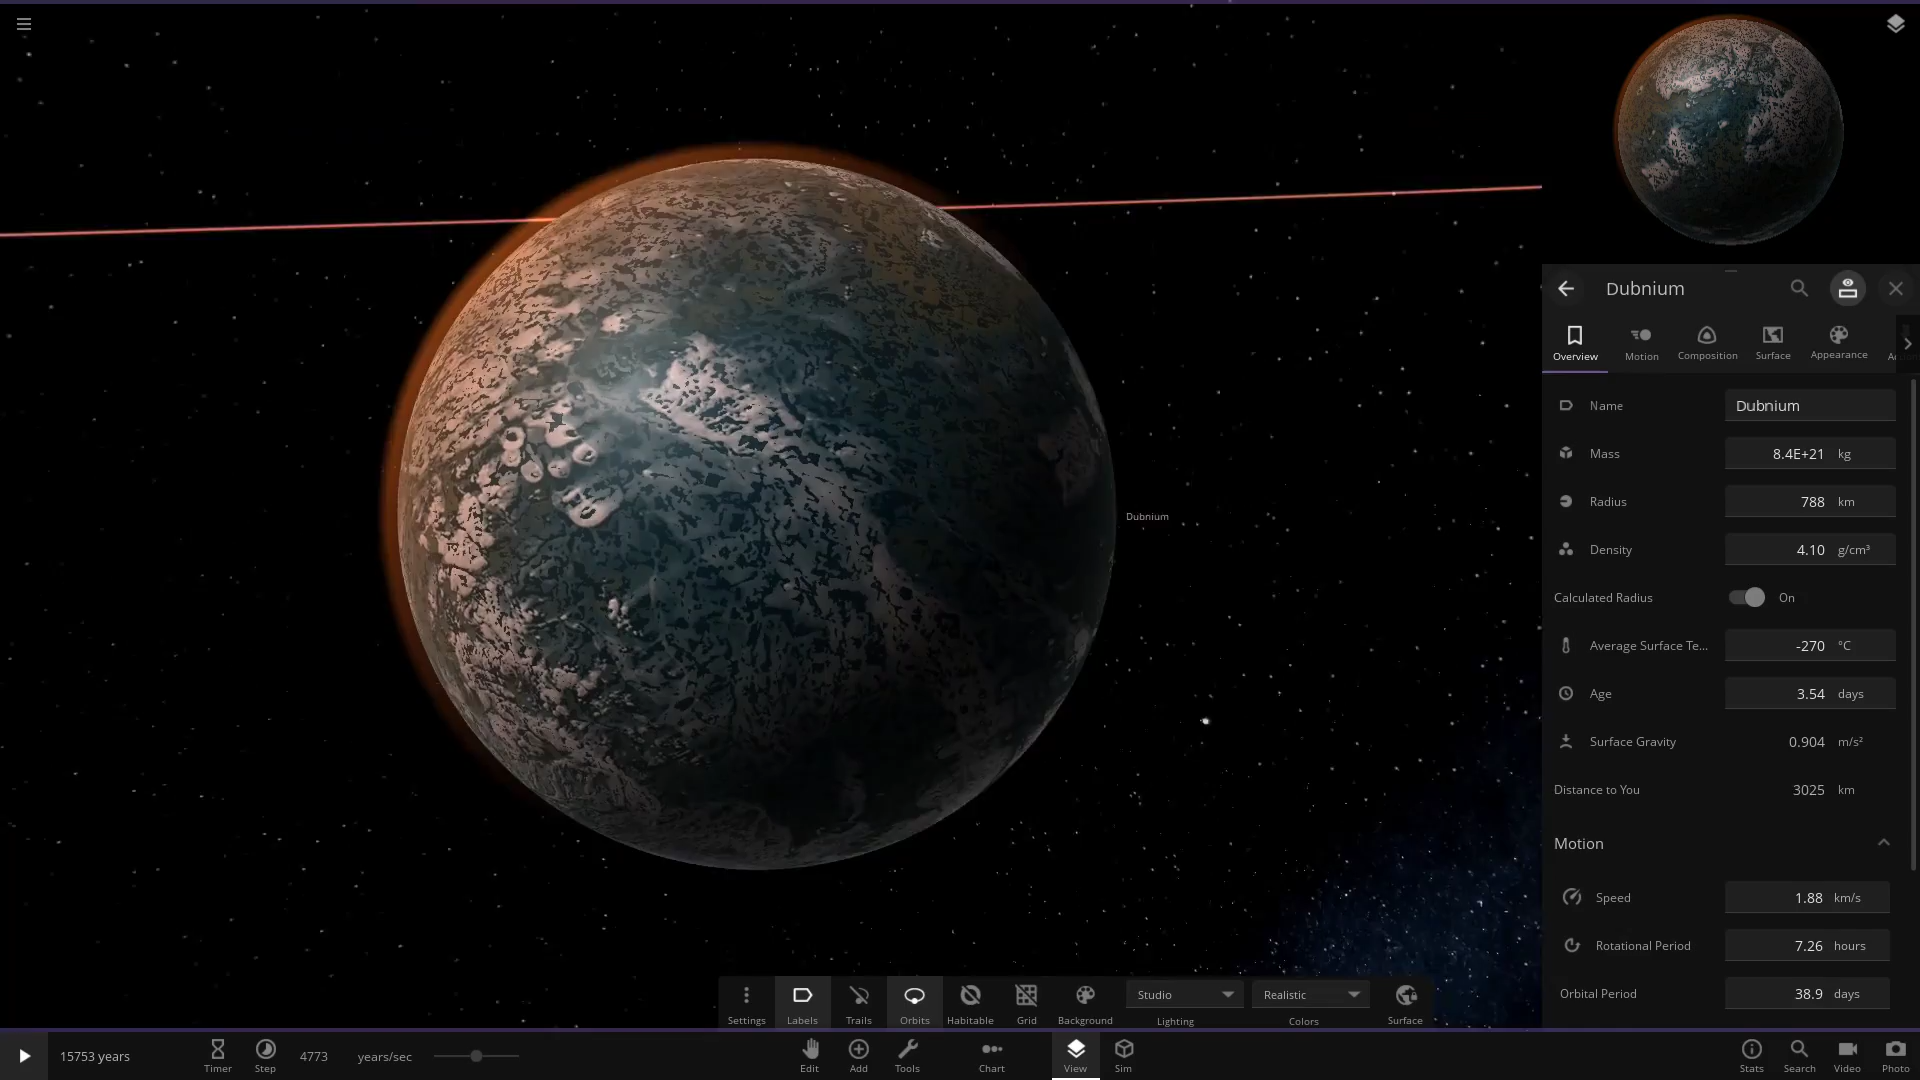 Dubnium
Overview
Motion
Composition
Surface
Appearance
Name
Dubnium
Mass
8.4E+21 kg
Radius
788 km
Density
4.10 g/cm³
Calculated Radius
On
Average Surface Te...
-270 °C
Age
3.54 days
Surface Gravity
0.904 m/s²
Distance to You
3025 km
Motion
Speed
1.88 km/s
Rotational Period
7.26 hours
Orbital Period
38.9 days
Dubnium
Settings
Labels
Trails
Orbits
Habitable
Grid
Background
Studio
Lighting
Realistic
Colors
Surface
15753 years
Timer
Step
4773 years/sec
Edit
Add
Tools
Chart
View
Sim
Stats
Search
Video
Photo